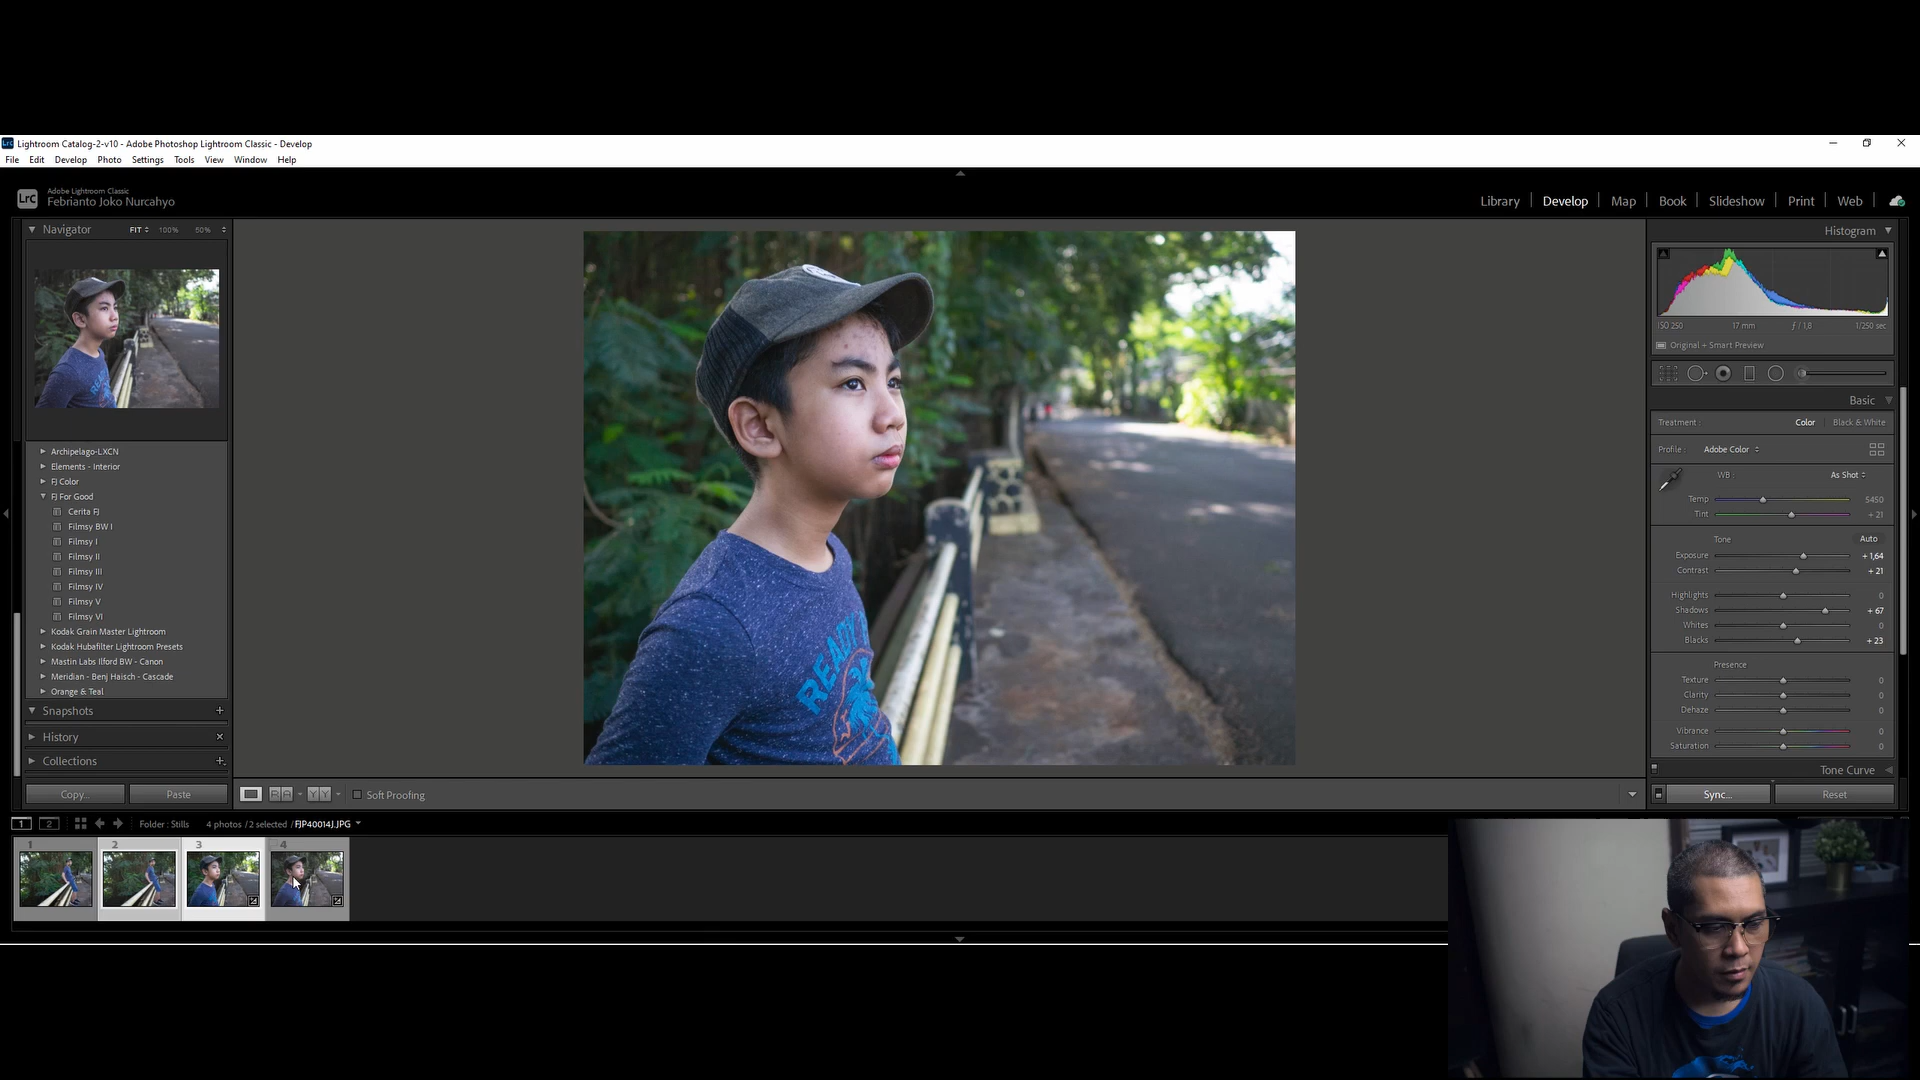 Lightroom Catalog-2-v10 - Adobe Photoshop Lightroom Classic - Develop
File Edit Develop Photo Settings Tools View Window Help
LrC
Adobe Lightroom Classic
Febrianto Joko Nurcahyo
Library Develop Map Book Slideshow Print Web
Navigator FIT 100% 50%
Archipelago-LXCN
Elements - Interior
FJ Color
FJ For Good
Cerita FJ
Filmsy BW I
Filmsy I
Filmsy II
Filmsy III
Filmsy IV
Filmsy V
Filmsy VI
Kodak Grain Master Lightroom
Kodak Hubafilter Lightroom Presets
Mastin Labs Ilford BW - Canon
Meridian - Benj Haisch - Cascade
Orange & Teal
Snapshots
History
Collections
Copy... Paste
READY
Histogram
ISO 250 17 mm ƒ / 1,8 1/250 sec
Original + Smart Preview
Basic
Treatment : Color Black & White
Profile : Adobe Color
WB : As Shot
Temp 5450
Tint + 21
Tone Auto
Exposure + 1,64
Contrast + 21
Highlights 0
Shadows + 67
Whites 0
Blacks + 23
Presence
Texture 0
Clarity 0
Dehaze 0
Vibrance 0
Saturation 0
Tone Curve
Sync... Reset
Soft Proofing
1 2 Folder : Stills 4 photos / 2 selected / FJP40014J.JPG
1 2 3 4